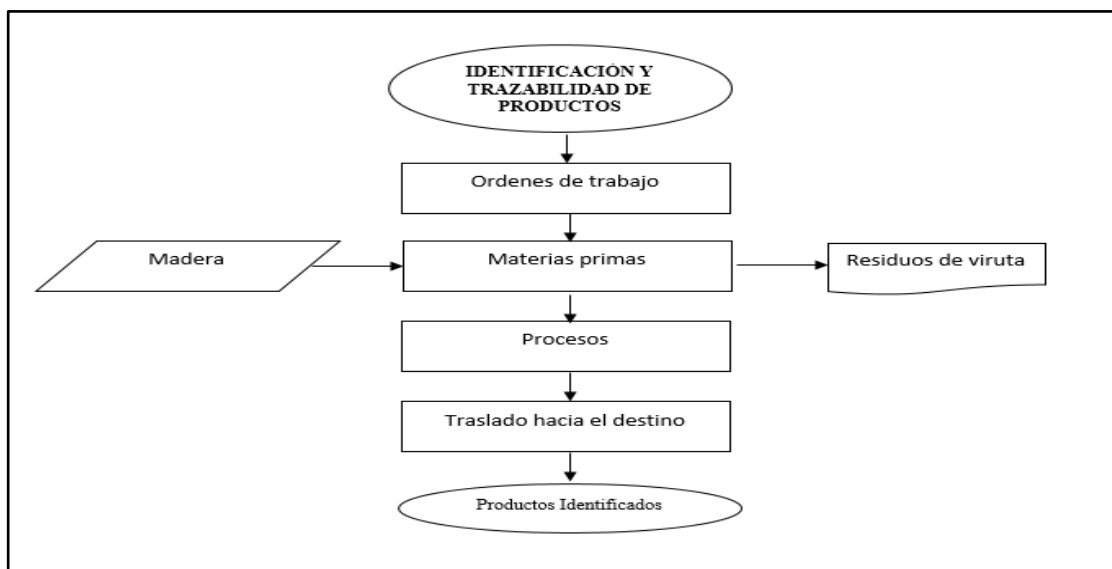 IDENTIFICACIÓN Y
TRAZABILIDAD DE
PRODUCTOS
Ordenes de trabajo
Madera
Materias primas
Residuos de viruta
Procesos
Traslado hacia el destino
Productos Identificados